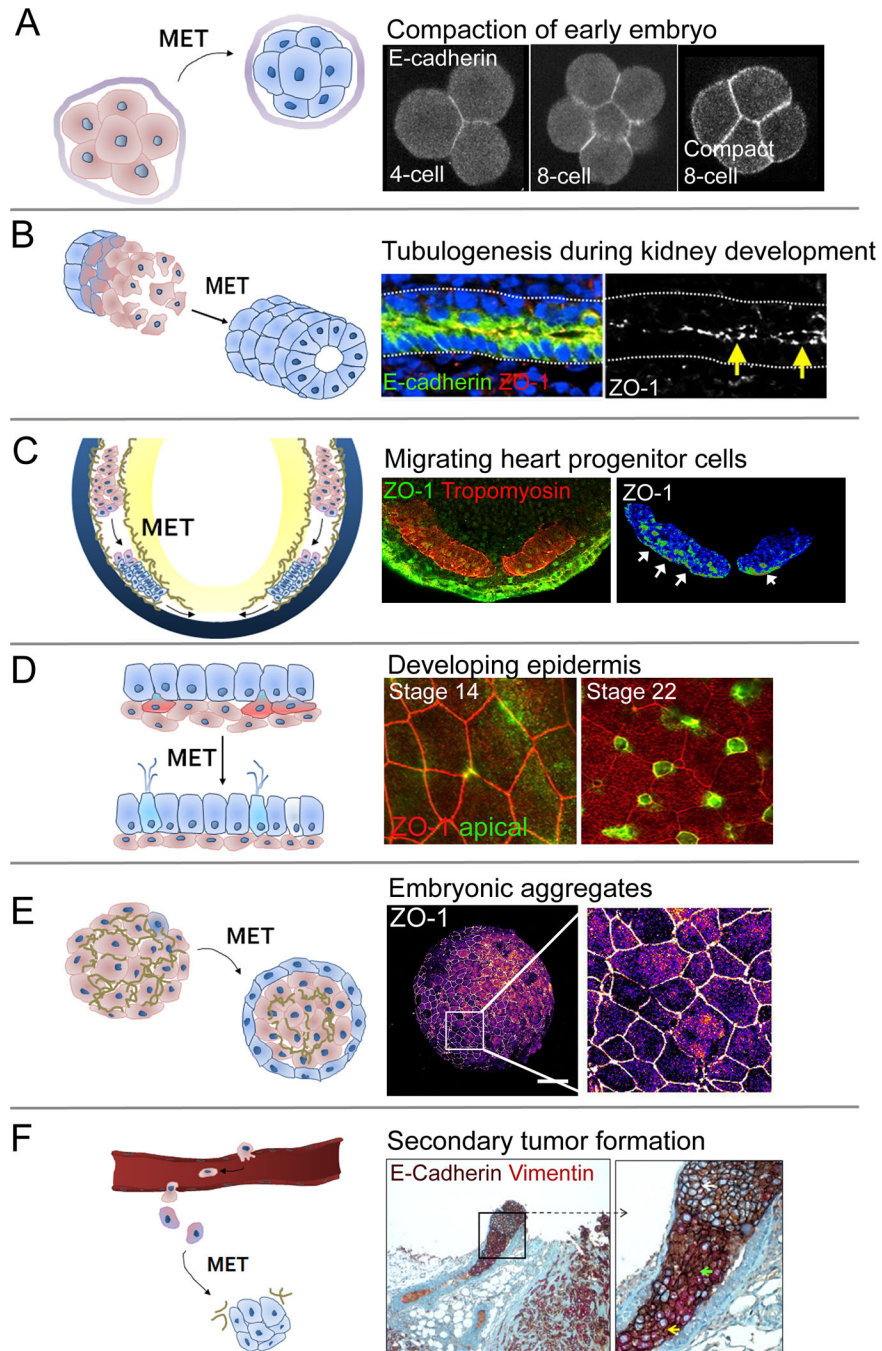 A
MET
Compaction of early embryo
E-cadherin
4-cell
8-cell
Compact
8-cell
B
MET
Tubulogenesis during kidney development
E-cadherin ZO-1
ZO-1
C
MET
Migrating heart progenitor cells
ZO-1 Tropomyosin
ZO-1
D
MET
Developing epidermis
Stage 14
Stage 22
ZO-1 apical
E
MET
Embryonic aggregates
ZO-1
F
MET
Secondary tumor formation
E-Cadherin Vimentin